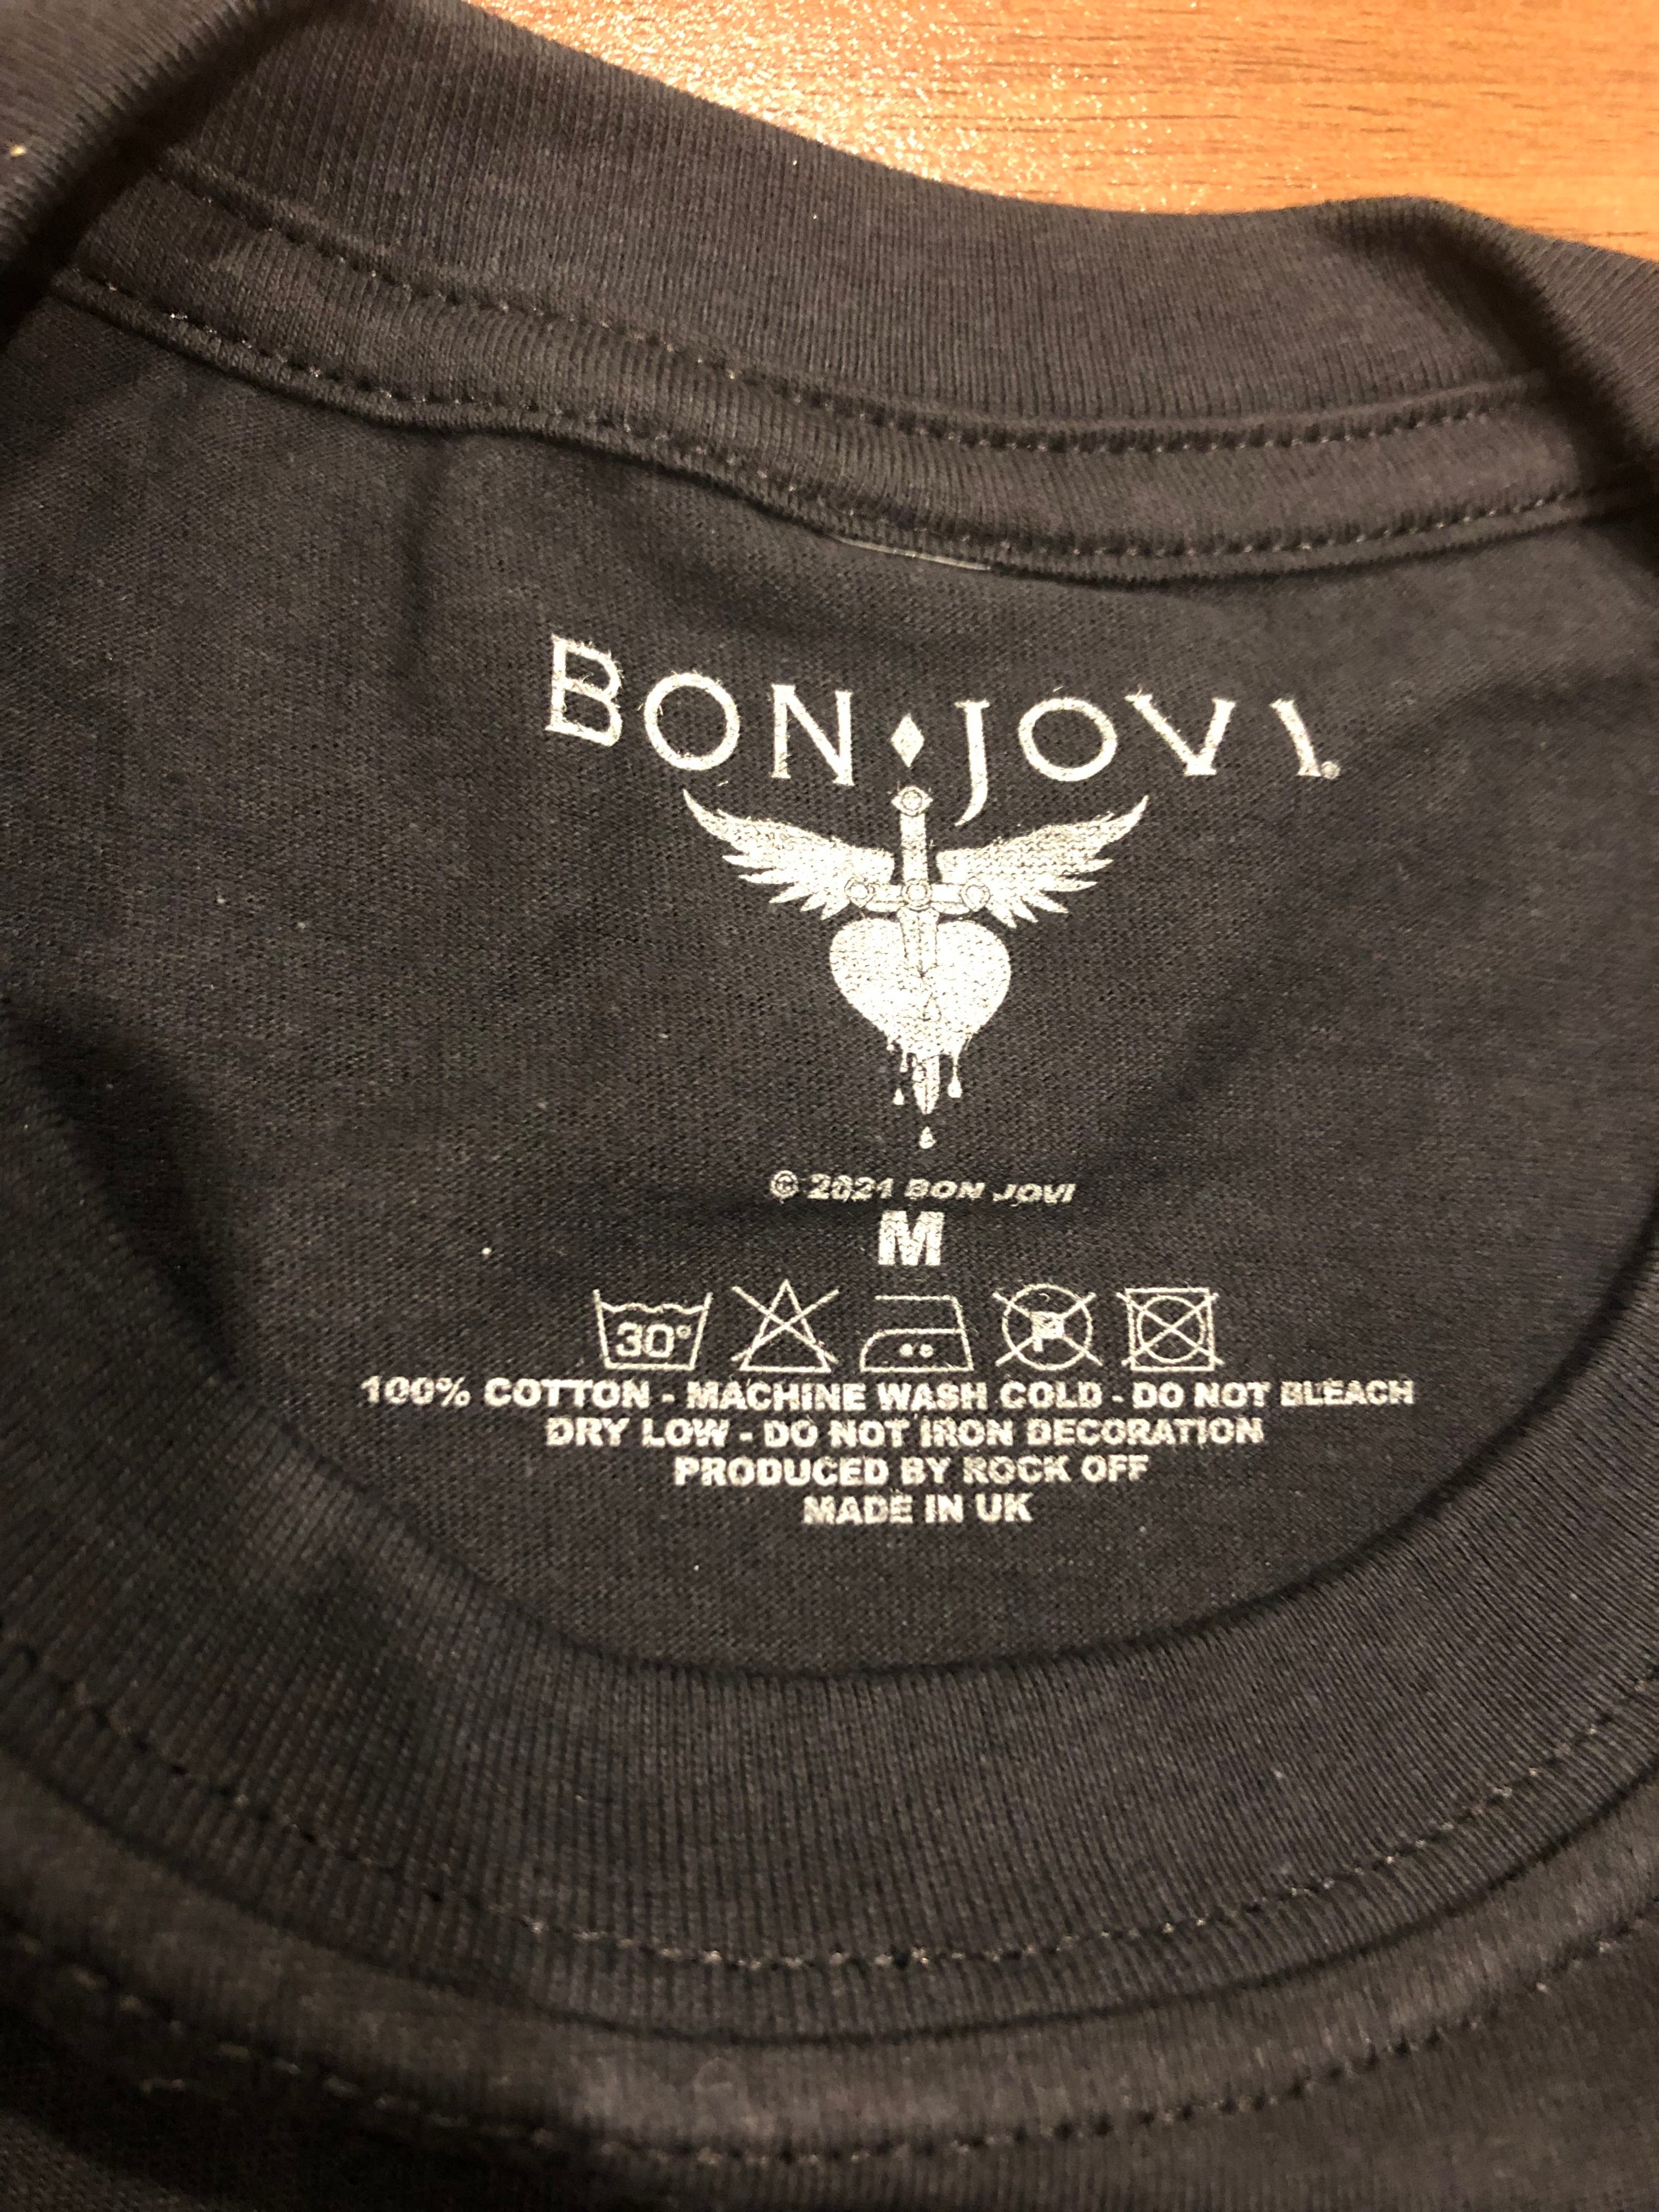 BON♦JOVI®
© 2021 BON JOVI
M
30° P
100% COTTON - MACHINE WASH COLD - DO NOT BLEACH
DRY LOW - DO NOT IRON DECORATION
PRODUCED BY ROCK OFF
MADE IN UK